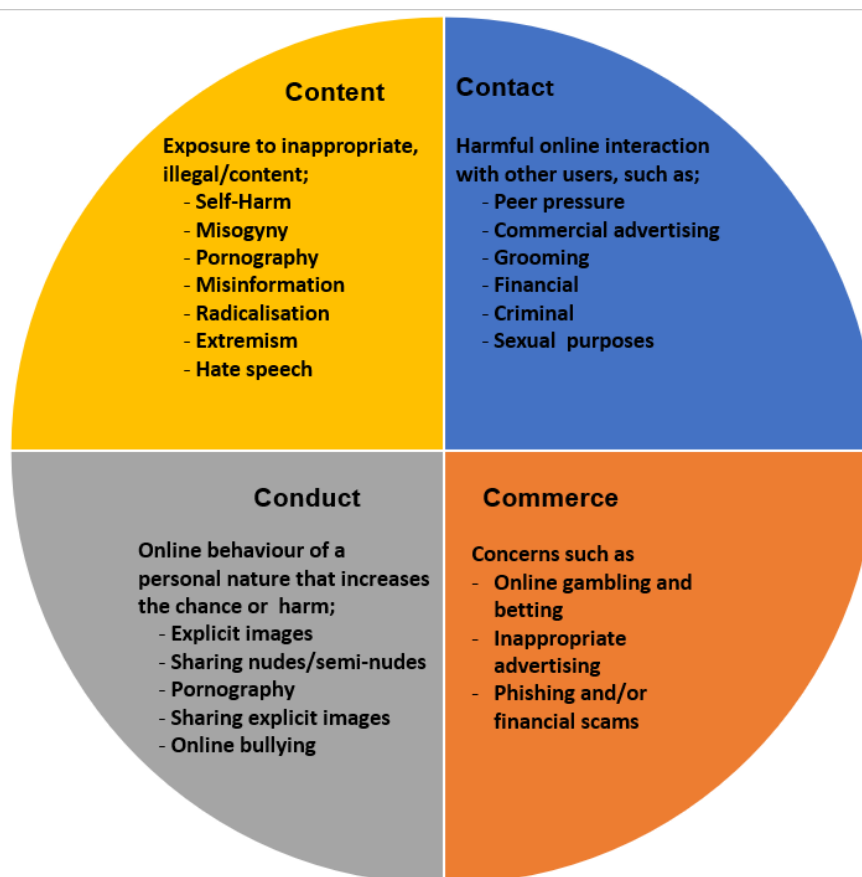 Content
Exposure to inappropriate,
illegal/content;
- Self-Harm
- Misogyny
- Pornography
- Misinformation
- Radicalisation
- Extremism
- Hate speech
Contact
Harmful online interaction
with other users, such as;
- Peer pressure
- Commercial advertising
- Grooming
- Financial
- Criminal
- Sexual  purposes
Conduct
Online behaviour of a
personal nature that increases
the chance or  harm;
- Explicit images
- Sharing nudes/semi-nudes
- Pornography
- Sharing explicit images
- Online bullying
Commerce
Concerns such as
- Online gambling and
betting
- Inappropriate
advertising
- Phishing and/or
financial scams